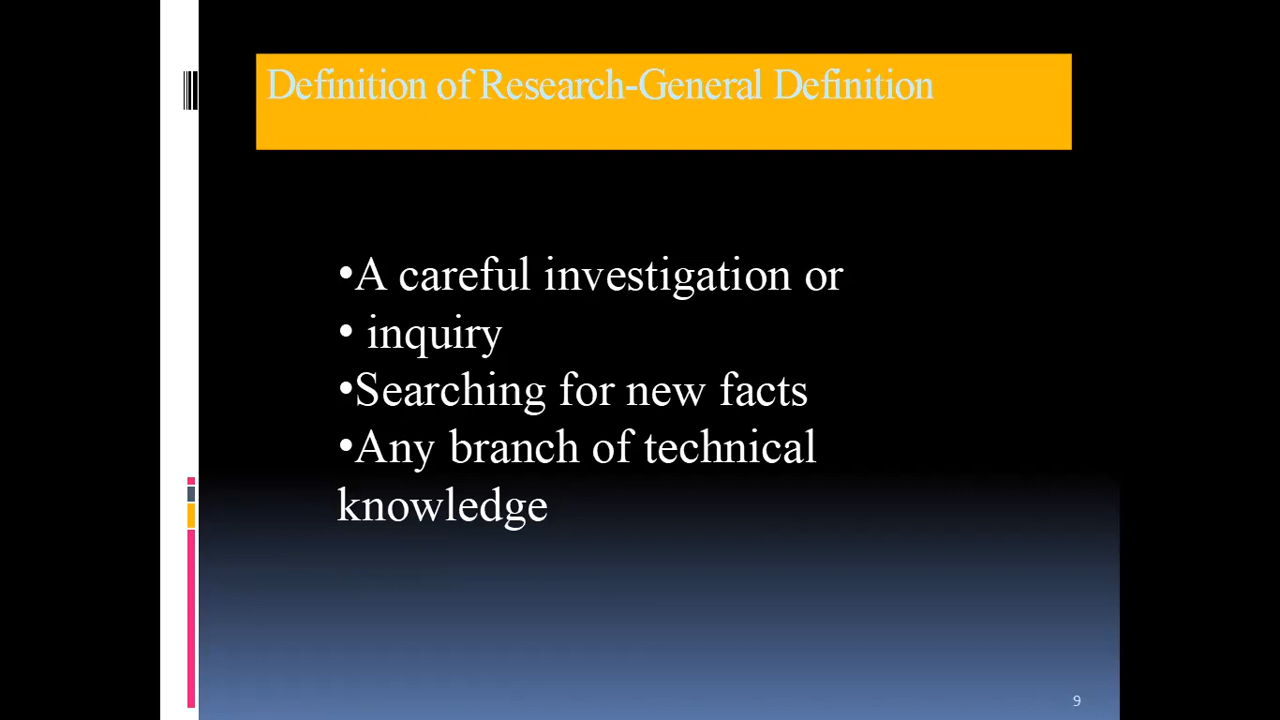 Definition of Research-General Definition
•A careful investigation or
• inquiry
•Searching for new facts
•Any branch of technical
knowledge
9